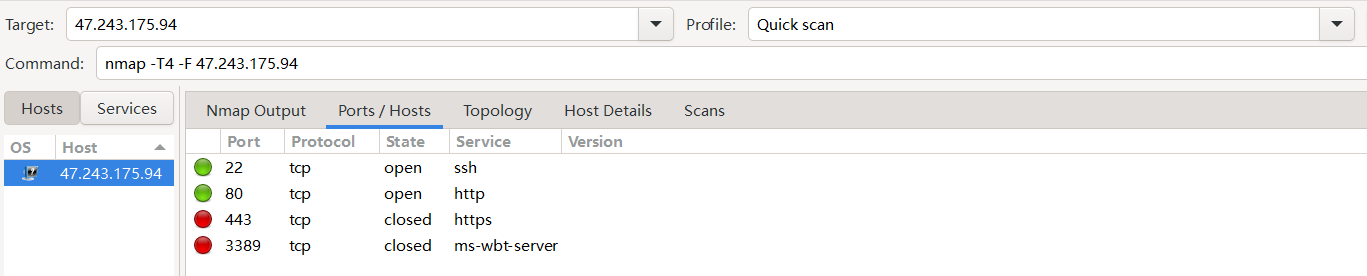 Target: 47.243.175.94 Profile: Quick scan
Command: nmap -T4 -F 47.243.175.94
Hosts Services Nmap Output Ports / Hosts Topology Host Details Scans
OS Host Port Protocol State Service Version
47.243.175.94 22 tcp open ssh
80 tcp open http
443 tcp closed https
3389 tcp closed ms-wbt-server